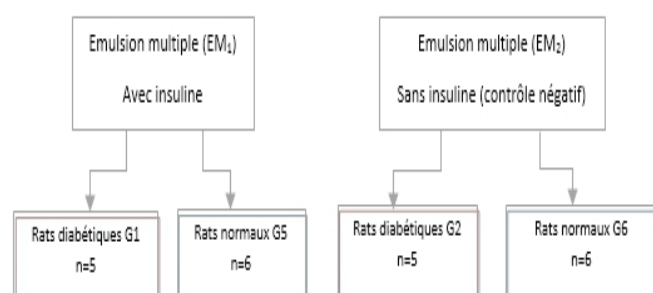 Emulsion multiple (EM₁)
Avec insuline
Emulsion multiple (EM₂)
Sans insuline (contrôle négatif)
Rats diabétiques G1
n=5
Rats normaux G5
n=6
Rats diabétiques G2
n=5
Rats normaux G6
n=6